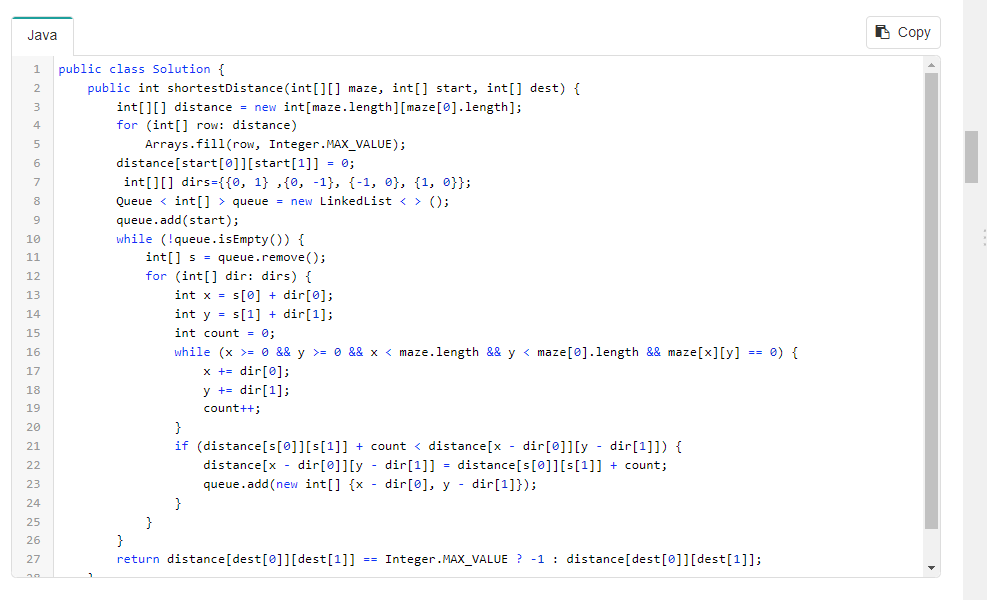 Java
Copy
1 public class Solution {
2     public int shortestDistance(int[][] maze, int[] start, int[] dest) {
3         int[][] distance = new int[maze.length][maze[0].length];
4         for (int[] row: distance)
5             Arrays.fill(row, Integer.MAX_VALUE);
6         distance[start[0]][start[1]] = 0;
7          int[][] dirs={{0, 1} ,{0, -1}, {-1, 0}, {1, 0}};
8         Queue < int[] > queue = new LinkedList < > ();
9         queue.add(start);
10         while (!queue.isEmpty()) {
11             int[] s = queue.remove();
12             for (int[] dir: dirs) {
13                 int x = s[0] + dir[0];
14                 int y = s[1] + dir[1];
15                 int count = 0;
16                 while (x >= 0 && y >= 0 && x < maze.length && y < maze[0].length && maze[x][y] == 0) {
17                     x += dir[0];
18                     y += dir[1];
19                     count++;
20                 }
21                 if (distance[s[0]][s[1]] + count < distance[x - dir[0]][y - dir[1]]) {
22                     distance[x - dir[0]][y - dir[1]] = distance[s[0]][s[1]] + count;
23                     queue.add(new int[] {x - dir[0], y - dir[1]});
24                 }
25             }
26         }
27         return distance[dest[0]][dest[1]] == Integer.MAX_VALUE ? -1 : distance[dest[0]][dest[1]];
28     }